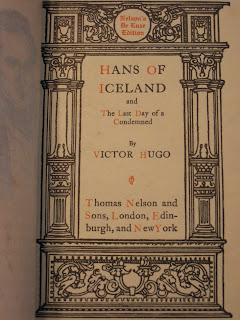 Nelson's
De Luxe
Edition
HANS OF
ICELAND
and
The Last Day of a
Condemned
By
VICTOR HUGO
Thomas Nelson and
Sons, London, Edin-
burgh, and New York